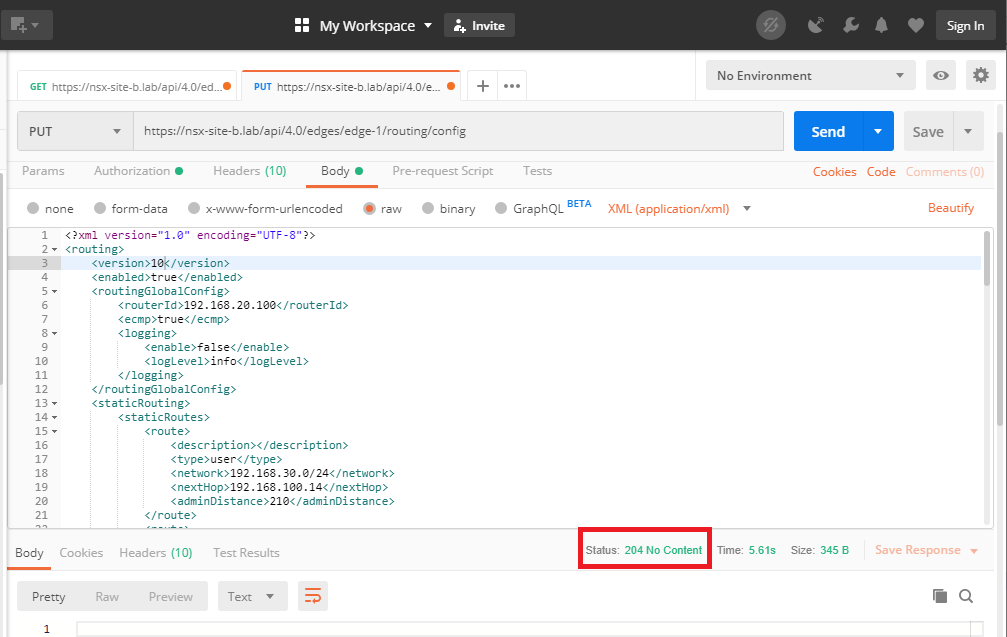 My Workspace Invite Sign In
GET https://nsx-site-b.lab/api/4.0/ed... PUT https://nsx-site-b.lab/api/4.0/e... No Environment
PUT https://nsx-site-b.lab/api/4.0/edges/edge-1/routing/config Send Save
Params Authorization Headers (10) Body Pre-request Script Tests Cookies Code Comments (0)
none form-data x-www-form-urlencoded raw binary GraphQL BETA XML (application/xml) Beautify
1 <?xml version="1.0" encoding="UTF-8"?>
2 <routing>
3 <version>10</version>
4 <enabled>true</enabled>
5 <routingGlobalConfig>
6 <routerId>192.168.20.100</routerId>
7 <ecmp>true</ecmp>
8 <logging>
9 <enable>false</enable>
10 <logLevel>info</logLevel>
11 </logging>
12 </routingGlobalConfig>
13 <staticRouting>
14 <staticRoutes>
15 <route>
16 <description></description>
17 <type>user</type>
18 <network>192.168.30.0/24</network>
19 <nextHop>192.168.100.14</nextHop>
20 <adminDistance>210</adminDistance>
21 </route>
Body Cookies Headers (10) Test Results Status: 204 No Content Time: 5.61s Size: 345 B Save Response
Pretty Raw Preview Text
1